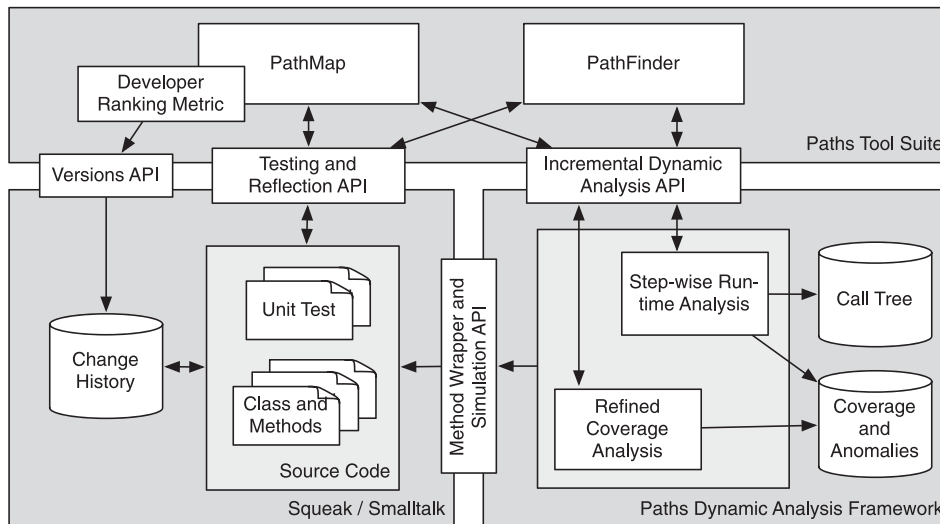 PathMap
PathFinder
Developer
Ranking Metric
Paths Tool Suite
Versions API
Testing and
Reflection API
Incremental Dynamic
Analysis API
Unit Test
Class and
Methods
Source Code
Change
History
Squeak / Smalltalk
Method Wrapper and
Simulation API
Step-wise Run-
time Analysis
Call Tree
Refined
Coverage
Analysis
Coverage
and
Anomalies
Paths Dynamic Analysis Framework